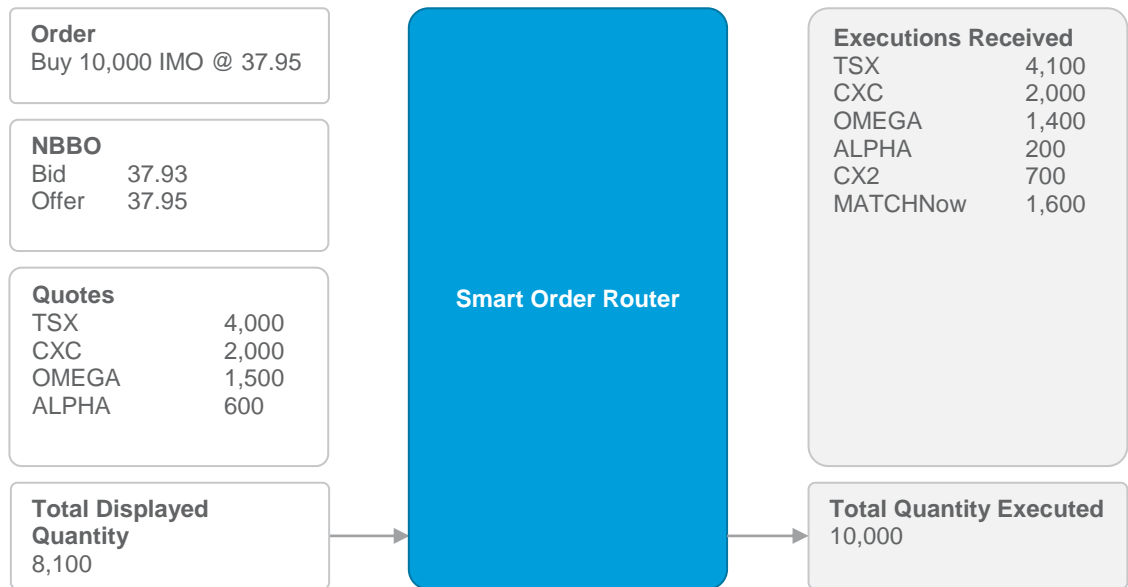 Order
Buy 10,000 IMO @ 37.95
NBBO
Bid 37.93
Offer 37.95
Quotes
TSX 4,000
CXC 2,000
OMEGA 1,500
ALPHA 600
Total Displayed
Quantity
8,100
Smart Order Router
Executions Received
TSX 4,100
CXC 2,000
OMEGA 1,400
ALPHA 200
CX2 700
MATCHNow 1,600
Total Quantity Executed
10,000